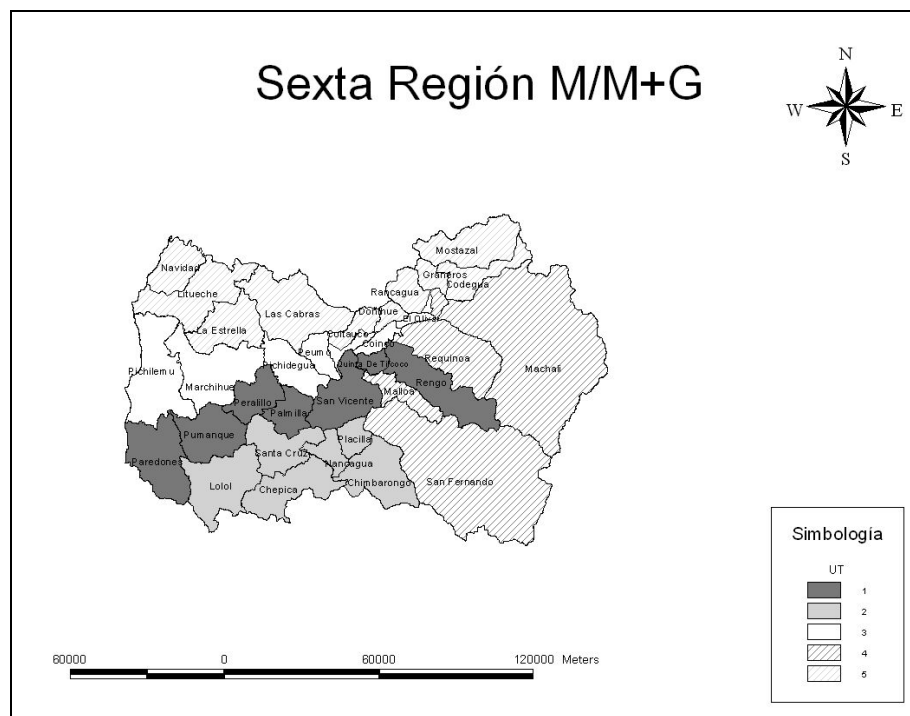 Sexta Región M/M+G
N
W E
S
Mostazal
Navidad
Graneros
Codegua
Litueche
Rancagua
Las Cabras
Doñihue
El Olivar
La Estrella
Coltauco
Coinco
Peumo
Requinoa
Pichilemu
Pichidegua
Quinta De Tilcoco
Machali
Marchihue
Rengo
Malloa
Peralillo
San Vicente
Palmilla
Pumanque
Placilla
Santa Cruz
Paredones
Nancagua
Lolol
Chepica
Chimbarongo
San Fernando
Simbología
UT
1
2
3
4
5
60000 0 60000 120000 Meters